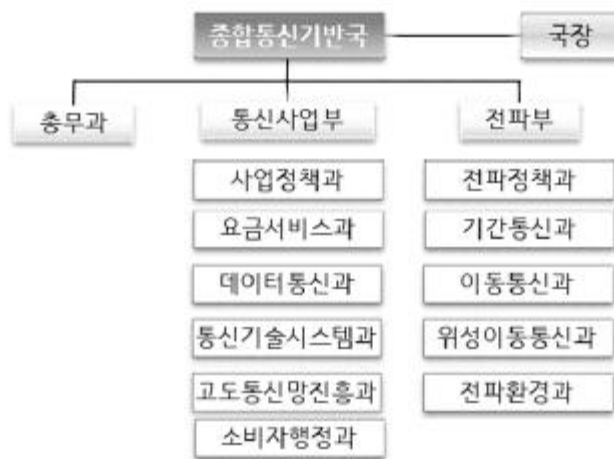 종합통신기반국
국장
총무과
통신사업부
전파부
사업정책과
전파정책과
요금서비스과
기간통신과
데이터통신과
이동통신과
통신기술시스템과
위성이동통신과
고도통신망진흥과
전파환경과
소비자행정과